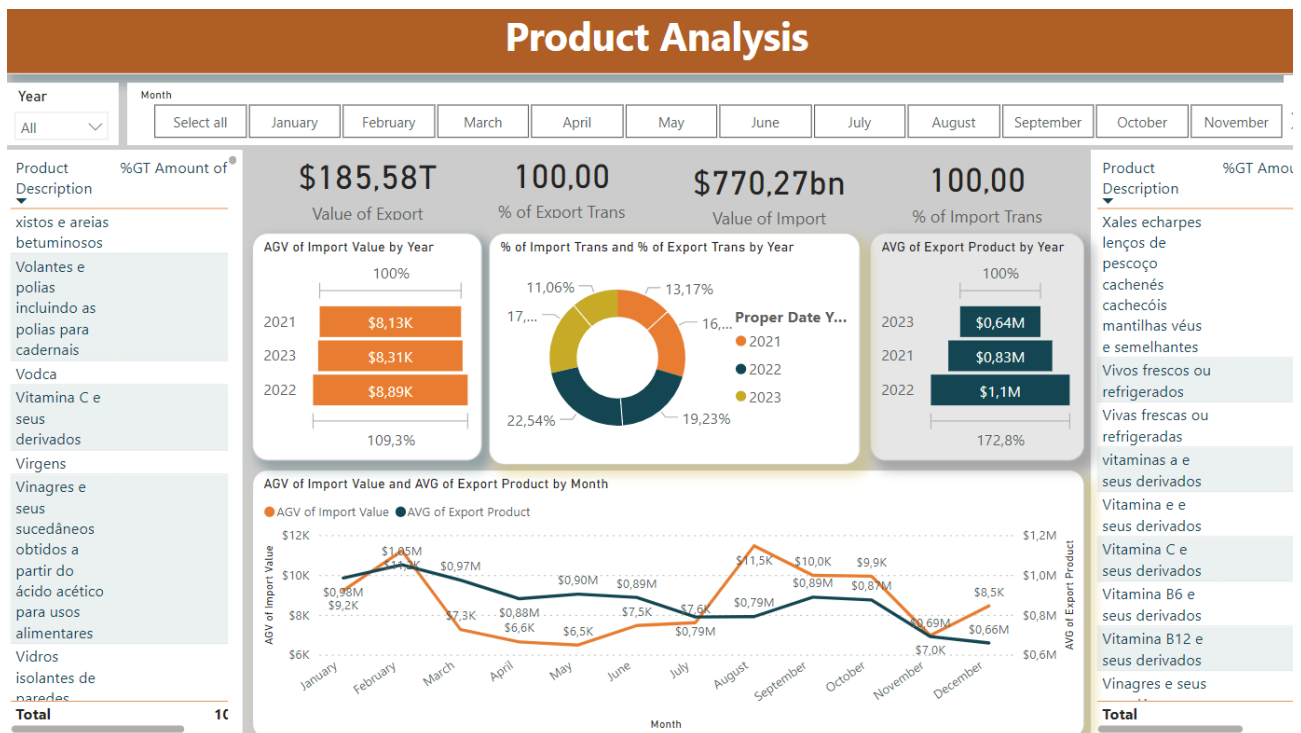 Product Analysis
Year
All
Month
Select all
January
February
March
April
May
June
July
August
September
October
November
Product
Description
%GT Amount of
xistos e areias
betuminosos
Volantes e
polias
incluindo as
polias para
cadernais
Vodca
Vitamina C e
seus
derivados
Virgens
Vinagres e
seus
sucedâneos
obtidos a
partir do
ácido acético
para usos
alimentares
Vidros
isolantes de
paredes
Total
10
$185,58T
Value of Export
100,00
% of Export Trans
$770,27bn
Value of Import
100,00
% of Import Trans
AGV of Import Value by Year
100%
2021
$8,13K
2023
$8,31K
2022
$8,89K
109,3%
% of Import Trans and % of Export Trans by Year
11,06%
13,17%
17,...
16,...
22,54%
19,23%
Proper Date Y...
2021
2022
2023
AVG of Export Product by Year
100%
2023
$0,64M
2021
$0,83M
2022
$1,1M
172,8%
AGV of Import Value and AVG of Export Product by Month
AGV of Import Value
AVG of Export Product
AGV of Import Value
$12K
$10K
$8K
$6K
$0,98M
$9,2K
$1,05M
$0,97M
$7,3K
$0,88M
$6,6K
$0,90M
$6,5K
$0,89M
$7,5K
$7,6K
$0,79M
$11,5K
$0,79M
$10,0K
$0,89M
$9,9K
$0,87M
$0,69M
$7,0K
$8,5K
$0,66M
$1,2M
$1,0M
$0,8M
$0,6M
AVG of Export Product
January
February
March
April
May
June
July
August
September
October
November
December
Month
Product
Description
%GT Amou
Xales echarpes
lenços de
pescoço
cachenés
cachecóis
mantilhas véus
e semelhantes
Vivos frescos ou
refrigerados
Vivas frescas ou
refrigeradas
vitaminas a e
seus derivados
Vitamina e e
seus derivados
Vitamina C e
seus derivados
Vitamina B6 e
seus derivados
Vitamina B12 e
seus derivados
Vinagres e seus
Total